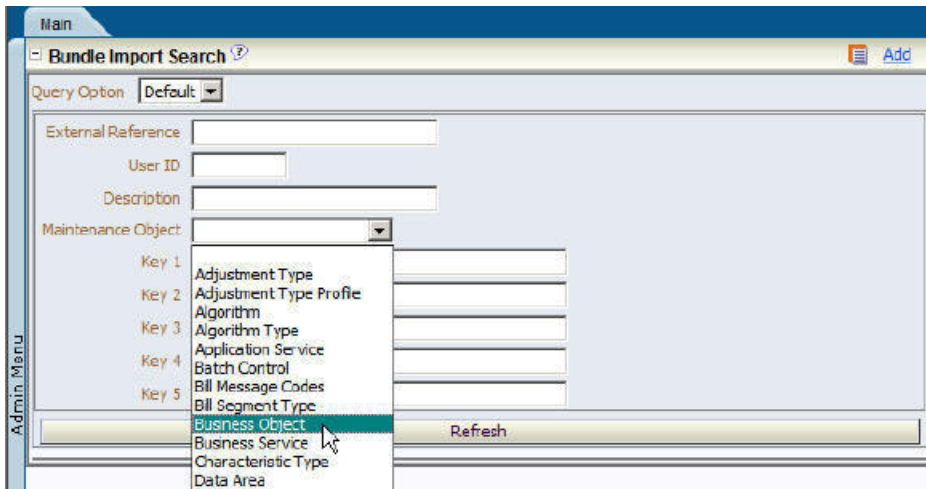 Main
Bundle Import Search ?
Add
Query Option Default
External Reference
User ID
Description
Maintenance Object
Key 1
Adjustment Type
Key 2 Adjustment Type Profile
Algorithm
Key 3 Algorithm Type
Application Service
Key 4 Batch Control
Bill Message Codes
Key 5 Bill Segment Type
Business Object
Refresh
Business Service
Characteristic Type
Data Area
Admin Menu